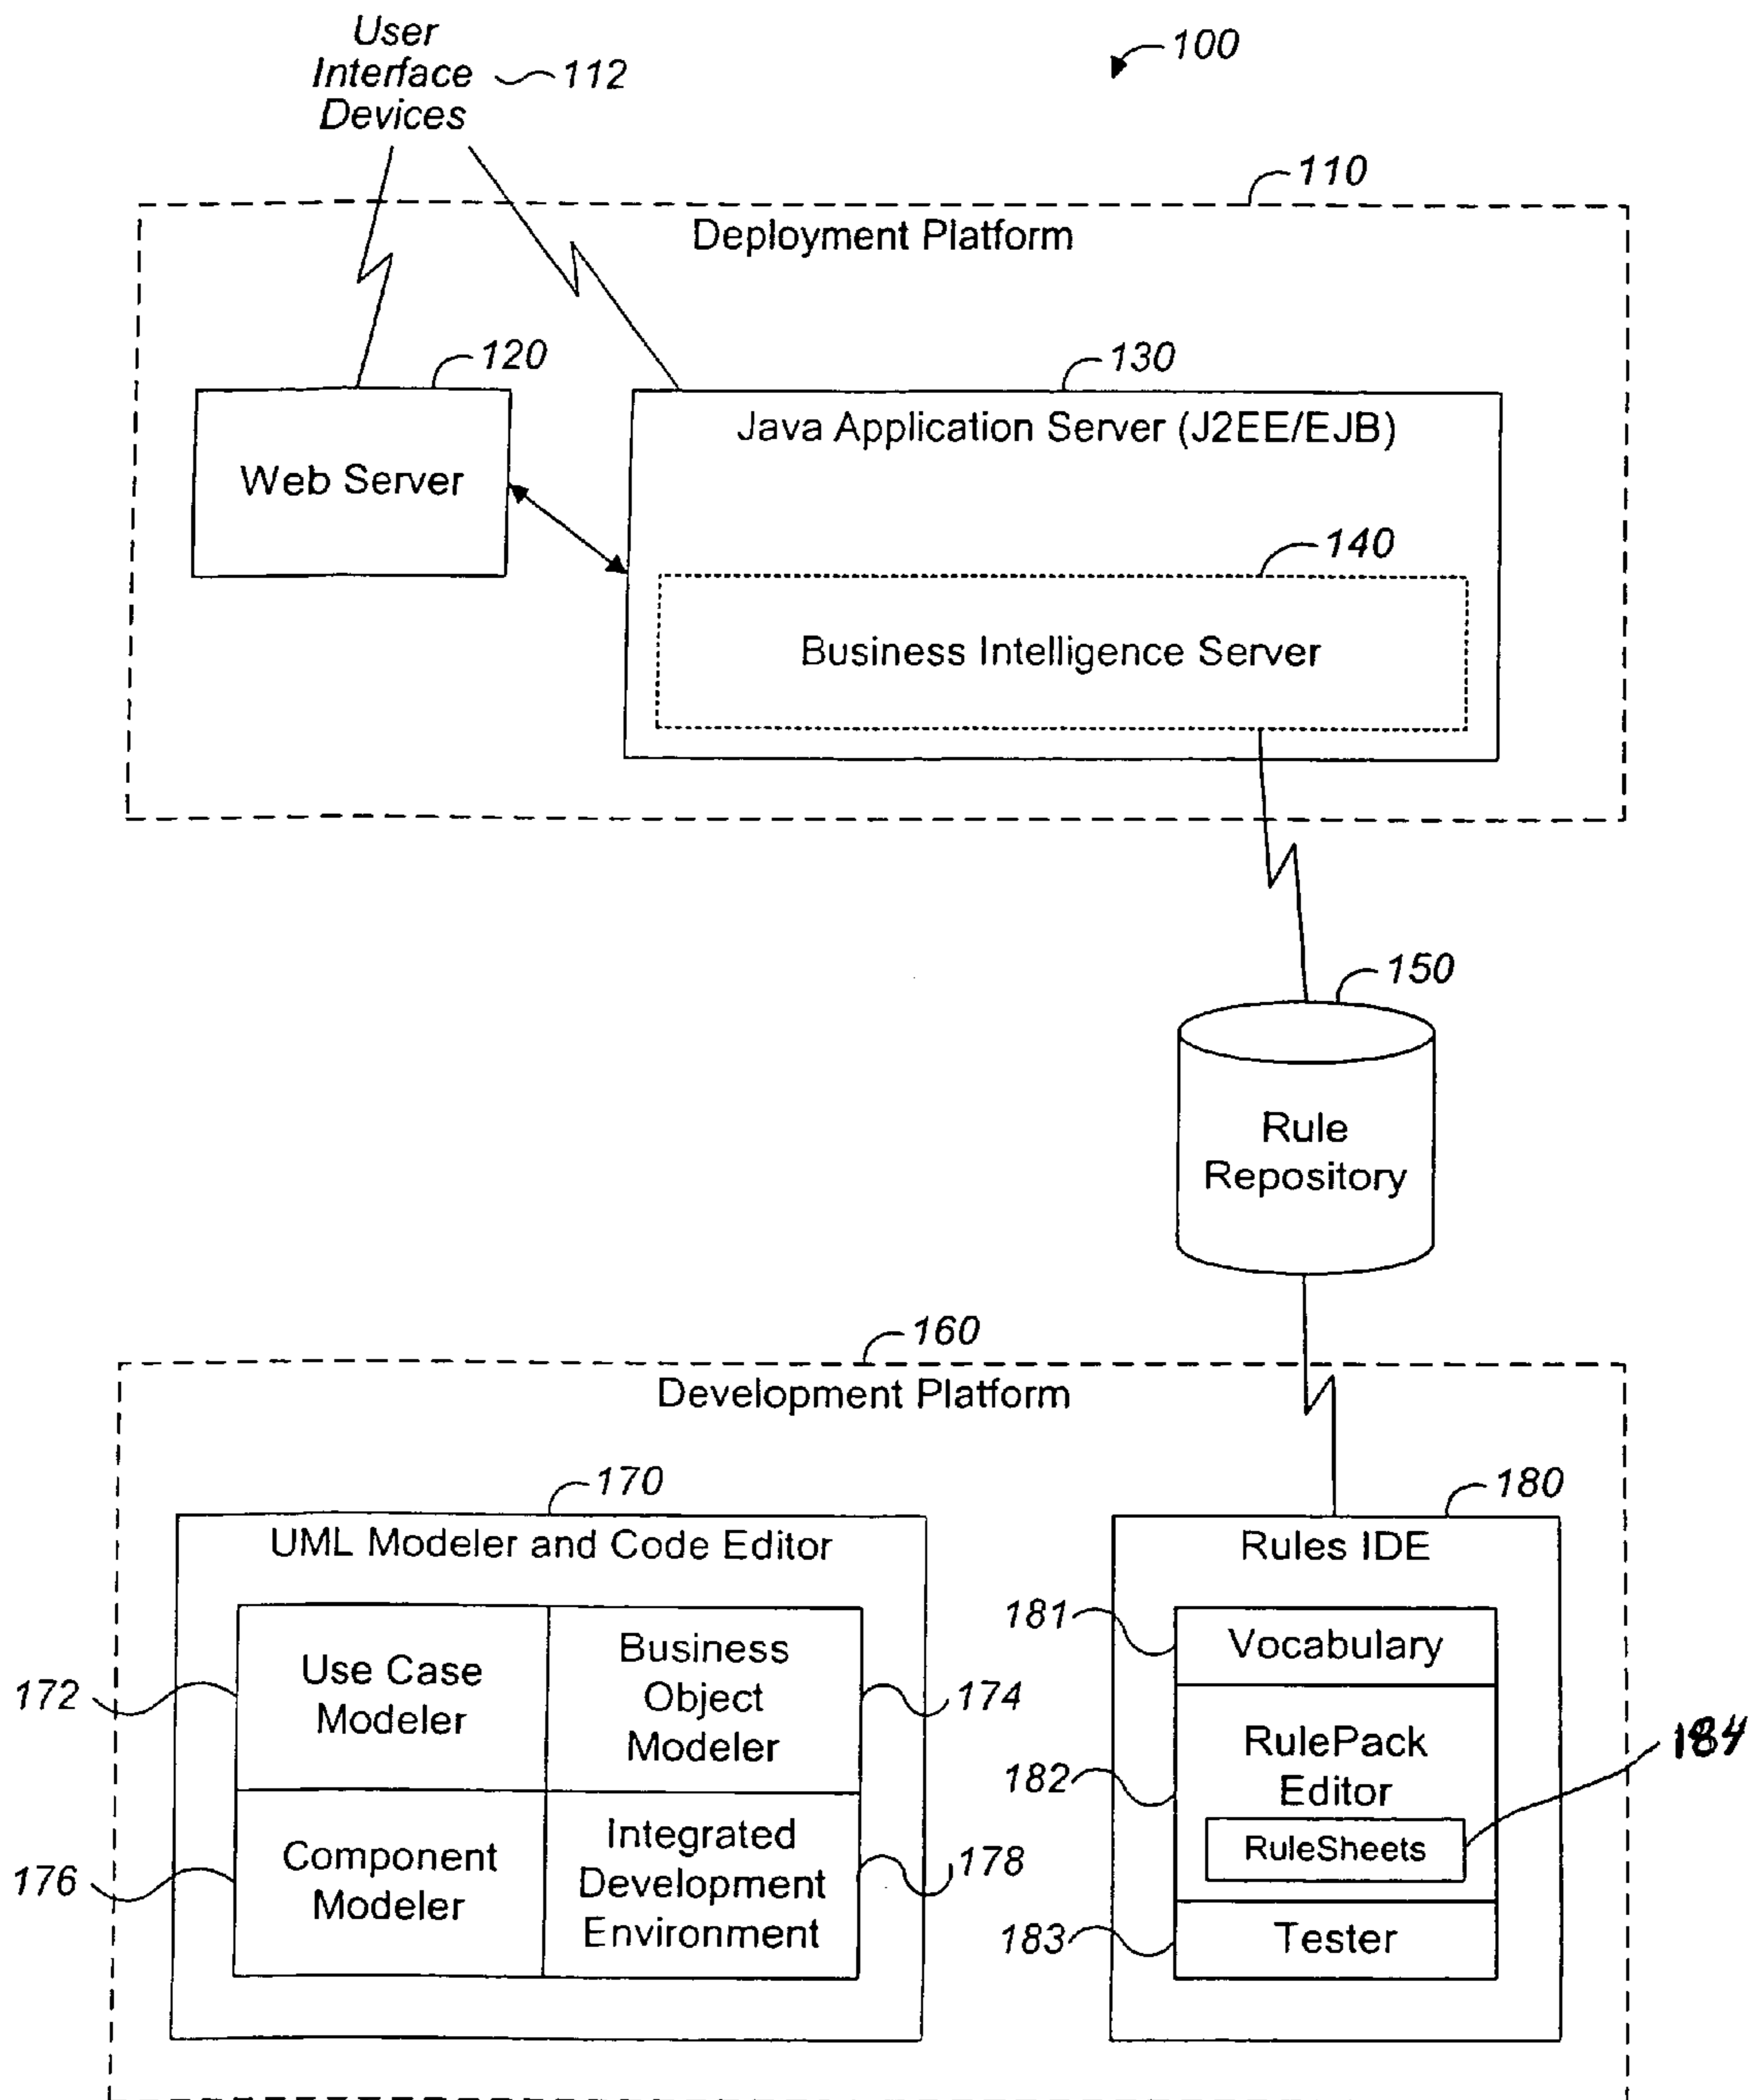 User
Interface
Devices
112
100
110
Deployment Platform
120
130
Web Server
Java Application Server (J2EE/EJB)
140
Business Intelligence Server
150
Rule
Repository
160
Development Platform
170
180
UML Modeler and Code Editor
Rules IDE
172
Use Case
Modeler
Business
Object
Modeler
174
176
Component
Modeler
Integrated
Development
Environment
178
181
Vocabulary
182
RulePack
Editor
184
RuleSheets
183
Tester